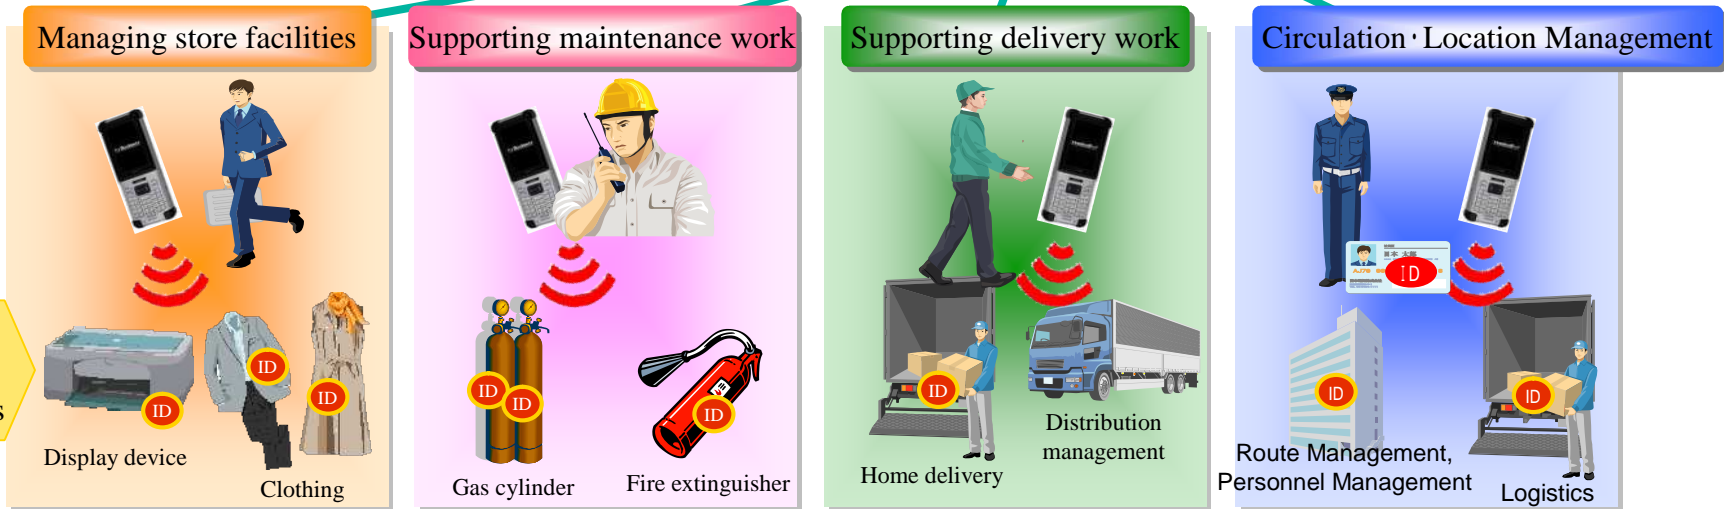 Managing store facilities
Supporting maintenance work
Supporting delivery work
Circulation・Location Management
ID
ID
ID
ID
ID
ID
ID
ID
ID
ID
s
Display device
Clothing
Gas cylinder
Fire extinguisher
Home delivery
Distribution
management
Route Management,
Personnel Management
Logistics